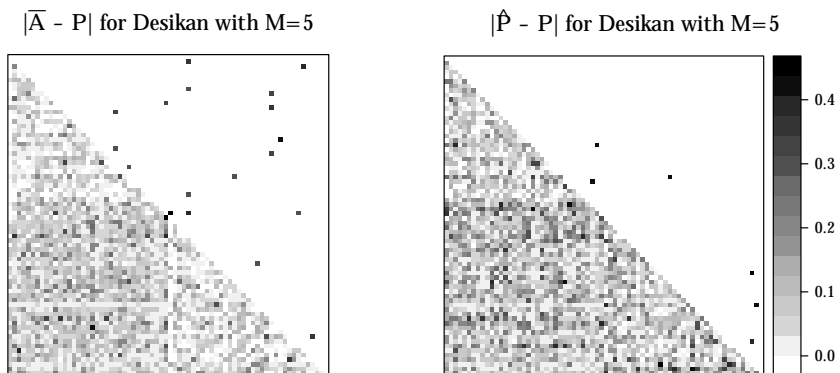 |A̅ - P| for Desikan with M=5
|P̂ - P| for Desikan with M=5
0.4
0.3
0.2
0.1
0.0